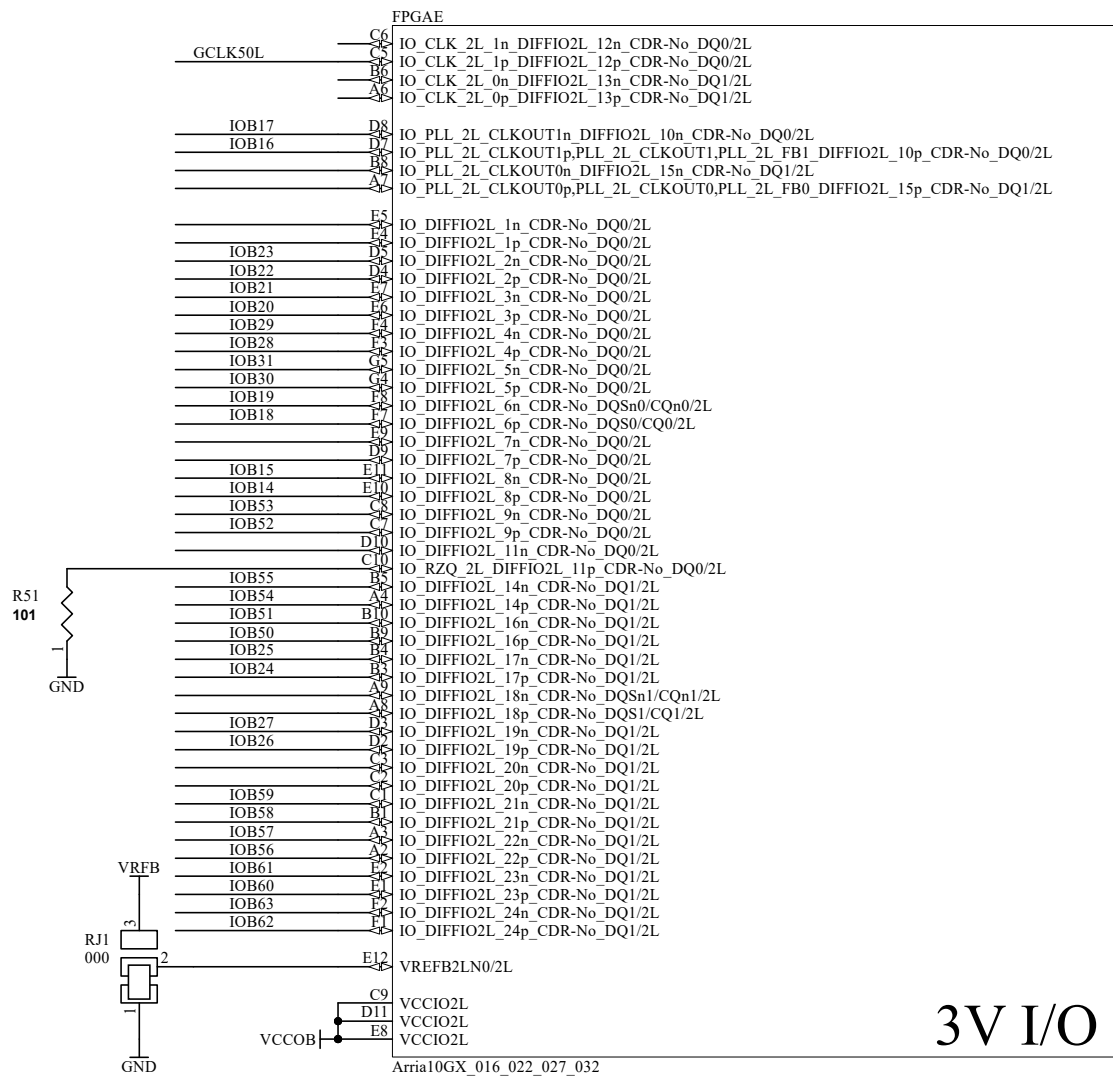 FPGAE
C6 IO_CLK_2L_1n_DIFFIO2L_12n_CDR-No_DQ0/2L
GCLK50L C5 IO_CLK_2L_1p_DIFFIO2L_12p_CDR-No_DQ0/2L
B6 IO_CLK_2L_0n_DIFFIO2L_13n_CDR-No_DQ1/2L
A6 IO_CLK_2L_0p_DIFFIO2L_13p_CDR-No_DQ1/2L
IOB17 D8 IO_PLL_2L_CLKOUT1n_DIFFIO2L_10n_CDR-No_DQ0/2L
IOB16 D7 IO_PLL_2L_CLKOUT1p,PLL_2L_CLKOUT1,PLL_2L_FB1_DIFFIO2L_10p_CDR-No_DQ0/2L
B8 IO_PLL_2L_CLKOUT0n_DIFFIO2L_15n_CDR-No_DQ1/2L
A7 IO_PLL_2L_CLKOUT0p,PLL_2L_CLKOUT0,PLL_2L_FB0_DIFFIO2L_15p_CDR-No_DQ1/2L
E5 IO_DIFFIO2L_1n_CDR-No_DQ0/2L
E4 IO_DIFFIO2L_1p_CDR-No_DQ0/2L
IOB23 D5 IO_DIFFIO2L_2n_CDR-No_DQ0/2L
IOB22 D4 IO_DIFFIO2L_2p_CDR-No_DQ0/2L
IOB21 E7 IO_DIFFIO2L_3n_CDR-No_DQ0/2L
IOB20 E6 IO_DIFFIO2L_3p_CDR-No_DQ0/2L
IOB29 F4 IO_DIFFIO2L_4n_CDR-No_DQ0/2L
IOB28 F3 IO_DIFFIO2L_4p_CDR-No_DQ0/2L
IOB31 G5 IO_DIFFIO2L_5n_CDR-No_DQ0/2L
IOB30 G4 IO_DIFFIO2L_5p_CDR-No_DQ0/2L
IOB19 F8 IO_DIFFIO2L_6n_CDR-No_DQSn0/CQn0/2L
IOB18 F7 IO_DIFFIO2L_6p_CDR-No_DQS0/CQ0/2L
E9 IO_DIFFIO2L_7n_CDR-No_DQ0/2L
D9 IO_DIFFIO2L_7p_CDR-No_DQ0/2L
IOB15 E11 IO_DIFFIO2L_8n_CDR-No_DQ0/2L
IOB14 E10 IO_DIFFIO2L_8p_CDR-No_DQ0/2L
IOB53 C8 IO_DIFFIO2L_9n_CDR-No_DQ0/2L
IOB52 C7 IO_DIFFIO2L_9p_CDR-No_DQ0/2L
D10 IO_DIFFIO2L_11n_CDR-No_DQ0/2L
C10 IO_RZQ_2L_DIFFIO2L_11p_CDR-No_DQ0/2L
IOB55 B5 IO_DIFFIO2L_14n_CDR-No_DQ1/2L
IOB54 A4 IO_DIFFIO2L_14p_CDR-No_DQ1/2L
IOB51 B10 IO_DIFFIO2L_16n_CDR-No_DQ1/2L
IOB50 B9 IO_DIFFIO2L_16p_CDR-No_DQ1/2L
IOB25 B4 IO_DIFFIO2L_17n_CDR-No_DQ1/2L
IOB24 B3 IO_DIFFIO2L_17p_CDR-No_DQ1/2L
A9 IO_DIFFIO2L_18n_CDR-No_DQSn1/CQn1/2L
A8 IO_DIFFIO2L_18p_CDR-No_DQS1/CQ1/2L
IOB27 D3 IO_DIFFIO2L_19n_CDR-No_DQ1/2L
IOB26 D2 IO_DIFFIO2L_19p_CDR-No_DQ1/2L
C3 IO_DIFFIO2L_20n_CDR-No_DQ1/2L
C2 IO_DIFFIO2L_20p_CDR-No_DQ1/2L
IOB59 C1 IO_DIFFIO2L_21n_CDR-No_DQ1/2L
IOB58 B1 IO_DIFFIO2L_21p_CDR-No_DQ1/2L
IOB57 A3 IO_DIFFIO2L_22n_CDR-No_DQ1/2L
IOB56 A2 IO_DIFFIO2L_22p_CDR-No_DQ1/2L
IOB61 E2 IO_DIFFIO2L_23n_CDR-No_DQ1/2L
IOB60 E1 IO_DIFFIO2L_23p_CDR-No_DQ1/2L
IOB63 F2 IO_DIFFIO2L_24n_CDR-No_DQ1/2L
IOB62 F1 IO_DIFFIO2L_24p_CDR-No_DQ1/2L
R51
101
1
GND
VRFB
3
RJ1
000
2 E12 VREFB2LN0/2L
1
GND
C9 VCCIO2L
D11 VCCIO2L
VCCOB E8 VCCIO2L
3V I/O
Arria10GX_016_022_027_032